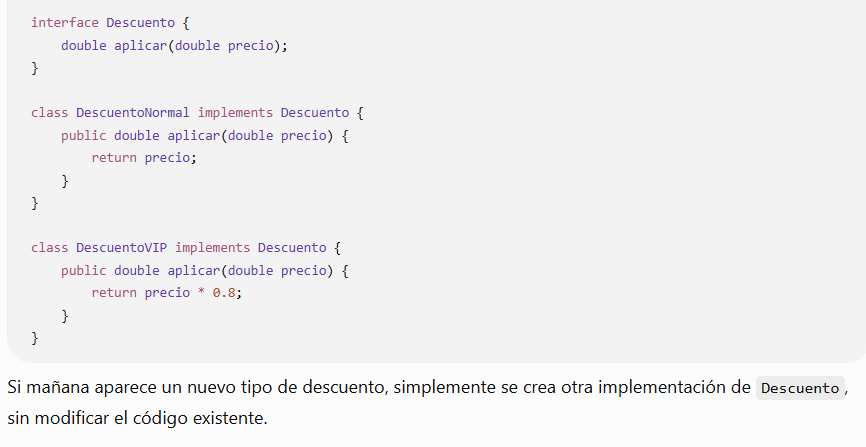 interface Descuento {
    double aplicar(double precio);
}

class DescuentoNormal implements Descuento {
    public double aplicar(double precio) {
        return precio;
    }
}

class DescuentoVIP implements Descuento {
    public double aplicar(double precio) {
        return precio * 0.8;
    }
}

Si mañana aparece un nuevo tipo de descuento, simplemente se crea otra implementación de Descuento,
sin modificar el código existente.